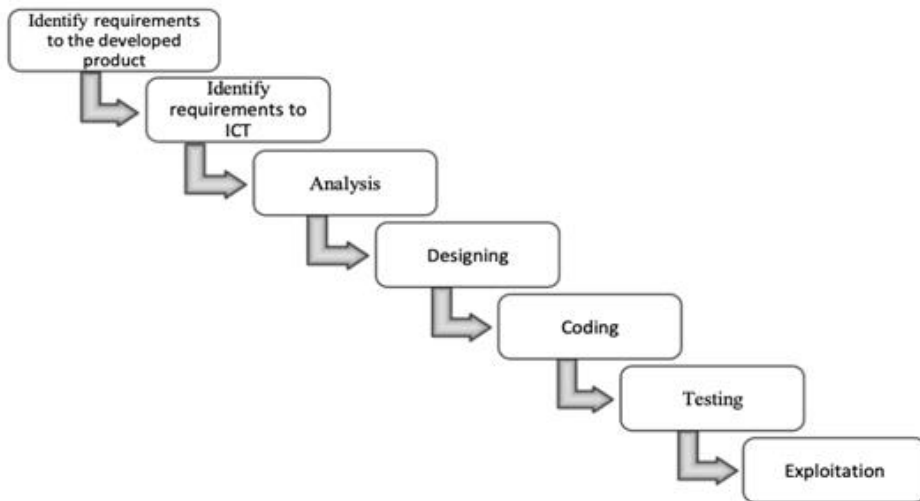 Identify requirements
to the developed
product
Identify
requirements to
ICT
Analysis
Designing
Coding
Testing
Exploitation